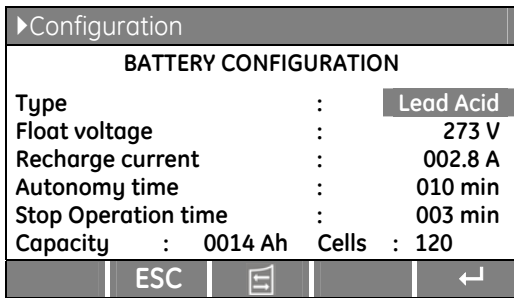 Configuration
BATTERY CONFIGURATION
Type : Lead Acid
Float voltage : 273 V
Recharge current : 002.8 A
Autonomy time : 010 min
Stop Operation time : 003 min
Capacity : 0014 Ah Cells : 120
ESC